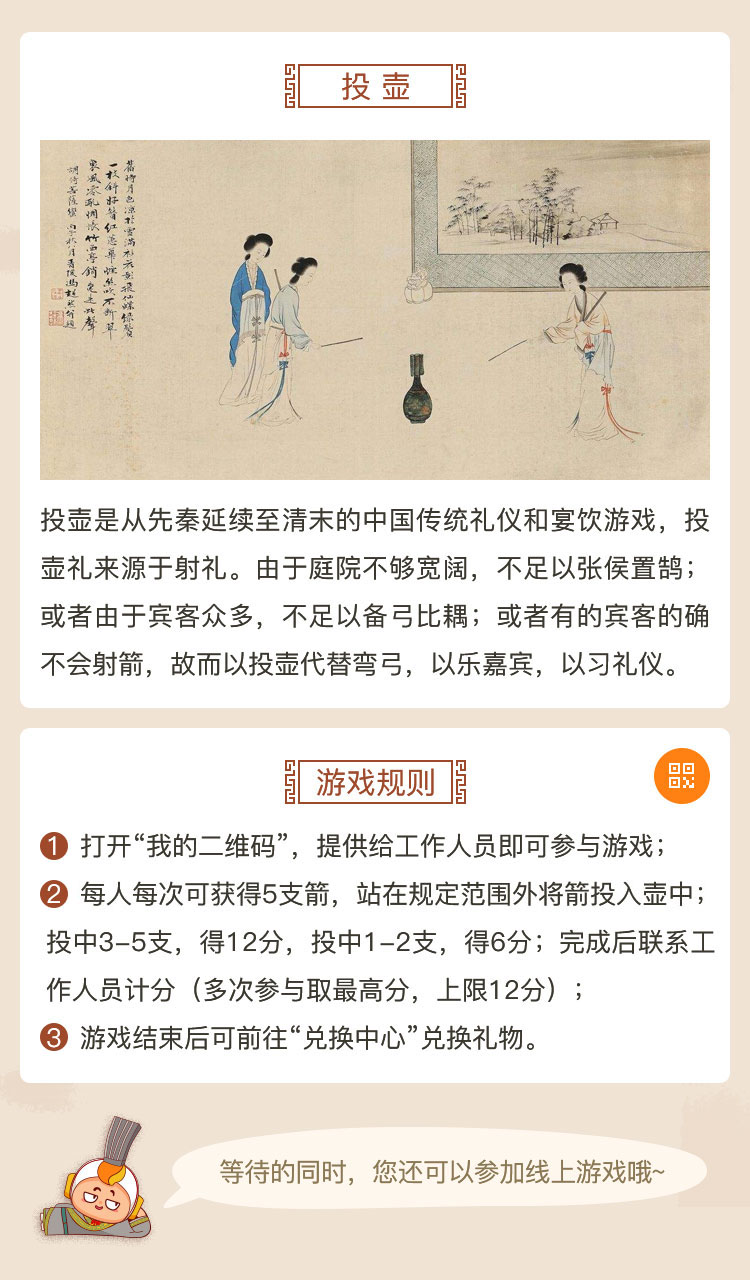 投壶
投壶是从先秦延续至清末的中国传统礼仪和宴饮游戏，投
壶礼来源于射礼。由于庭院不够宽阔，不足以张侯置鹄；
或者由于宾客众多，不足以备弓比耦；或者有的宾客的确
不会射箭，故而以投壶代替弯弓，以乐嘉宾，以习礼仪。
游戏规则
1 打开“我的二维码”，提供给工作人员即可参与游戏；
2 每人每次可获得5支箭，站在规定范围外将箭投入壶中；
投中3-5支，得12分，投中1-2支，得6分；完成后联系工
作人员计分（多次参与取最高分，上限12分）；
3 游戏结束后可前往“兑换中心”兑换礼物。
等待的同时，您还可以参加线上游戏哦~